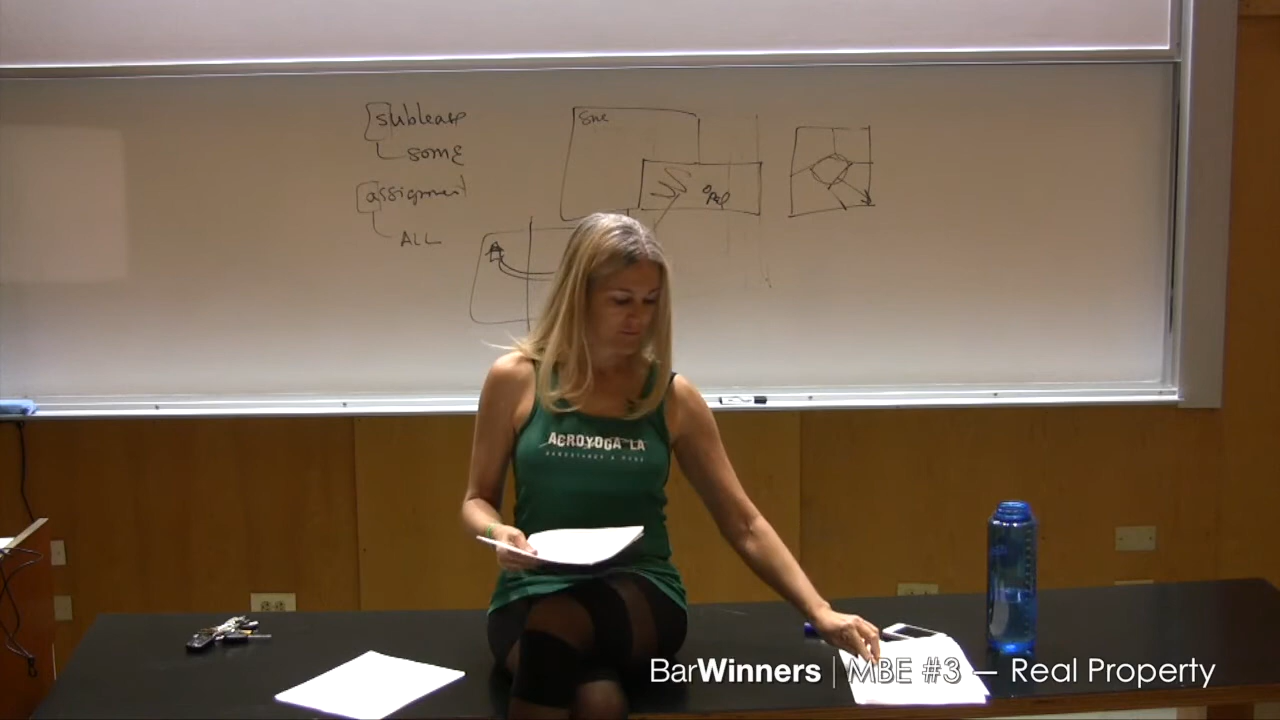 sublease
SOME
assignment
ALL
ACROYOGA LA
BarWinners | MBE #3 — Real Property